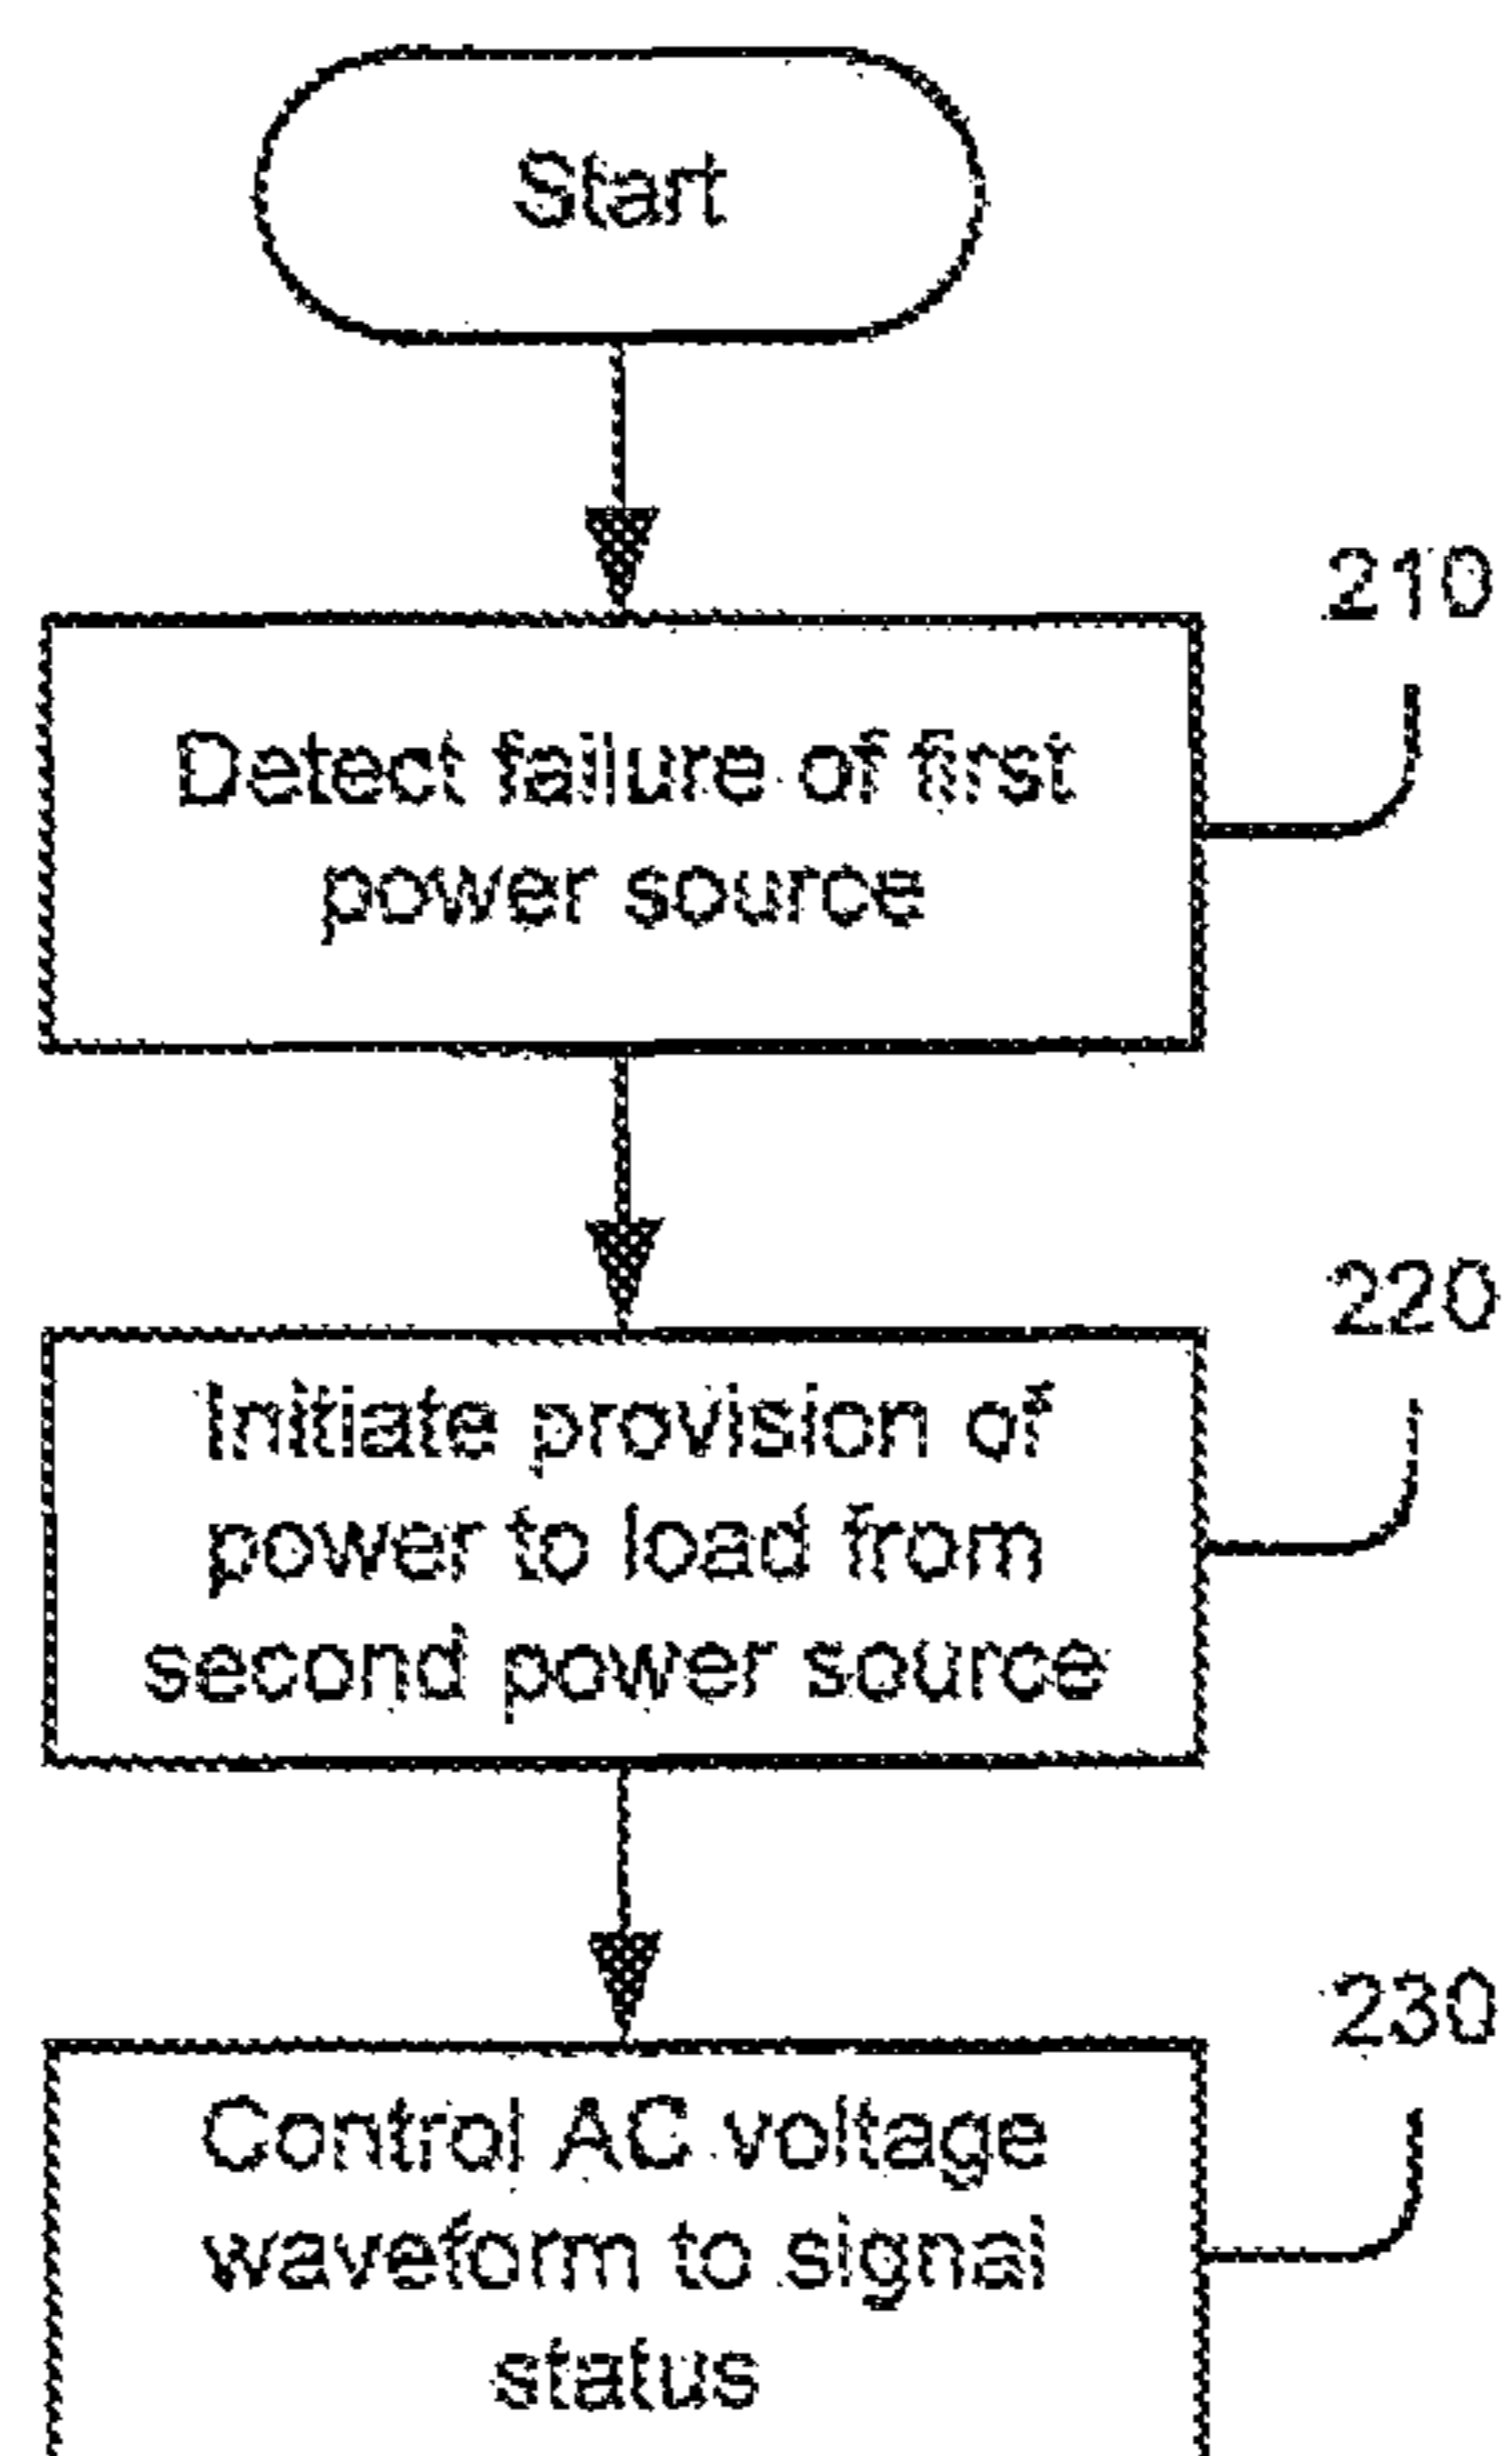 Start
210
Detect failure of first
power source
220
Initiate provision of
power to load from
second power source
230
Control AC voltage
waveform to signal
status